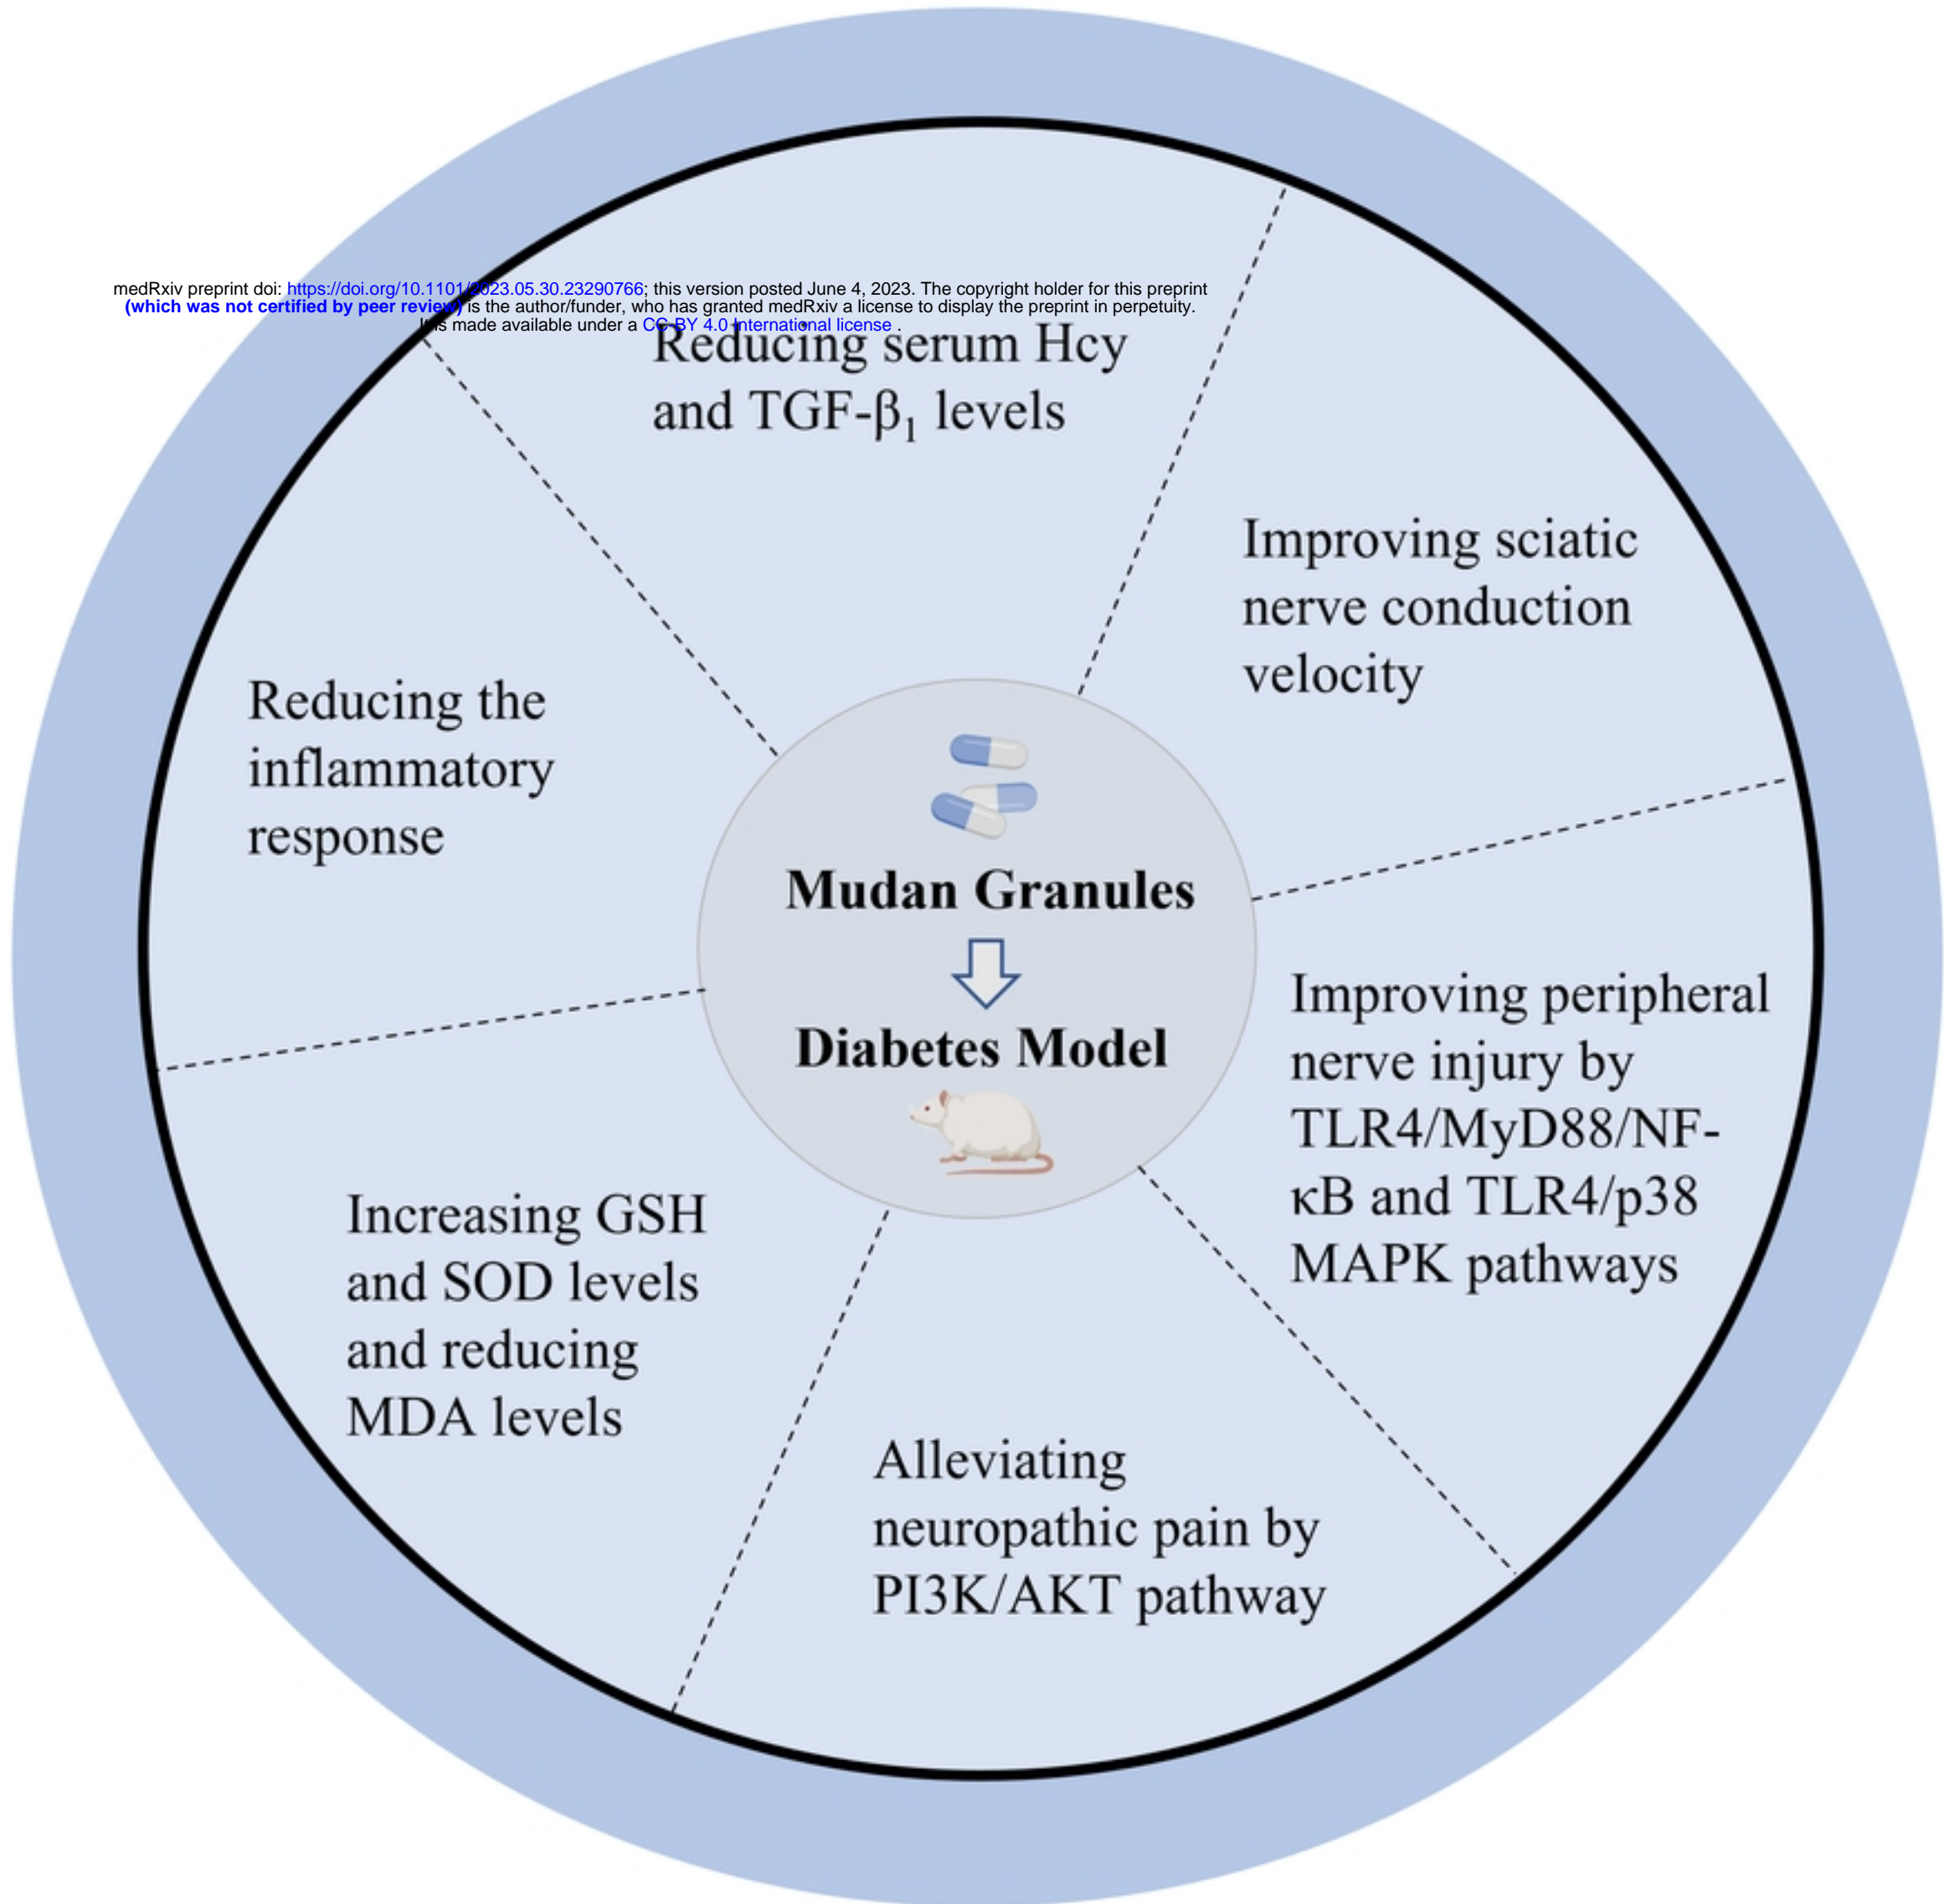 medRxiv preprint doi: https://doi.org/10.1101/2023.05.30.23290766; this version posted June 4, 2023. The copyright holder for this preprint
(which was not certified by peer review) is the author/funder, who has granted medRxiv a license to display the preprint in perpetuity.
It is made available under a CC-BY 4.0 International license .
Reducing serum Hcy
and TGF-β₁ levels
Improving sciatic
nerve conduction
velocity
Improving peripheral
nerve injury by
TLR4/MyD88/NF-
κB and TLR4/p38
MAPK pathways
Alleviating
neuropathic pain by
PI3K/AKT pathway
Increasing GSH
and SOD levels
and reducing
MDA levels
Reducing the
inflammatory
response
Mudan Granules
Diabetes Model